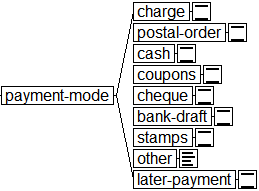 charge
postal-order
cash
coupons
payment-mode
cheque
bank-draft
stamps
other
later-payment